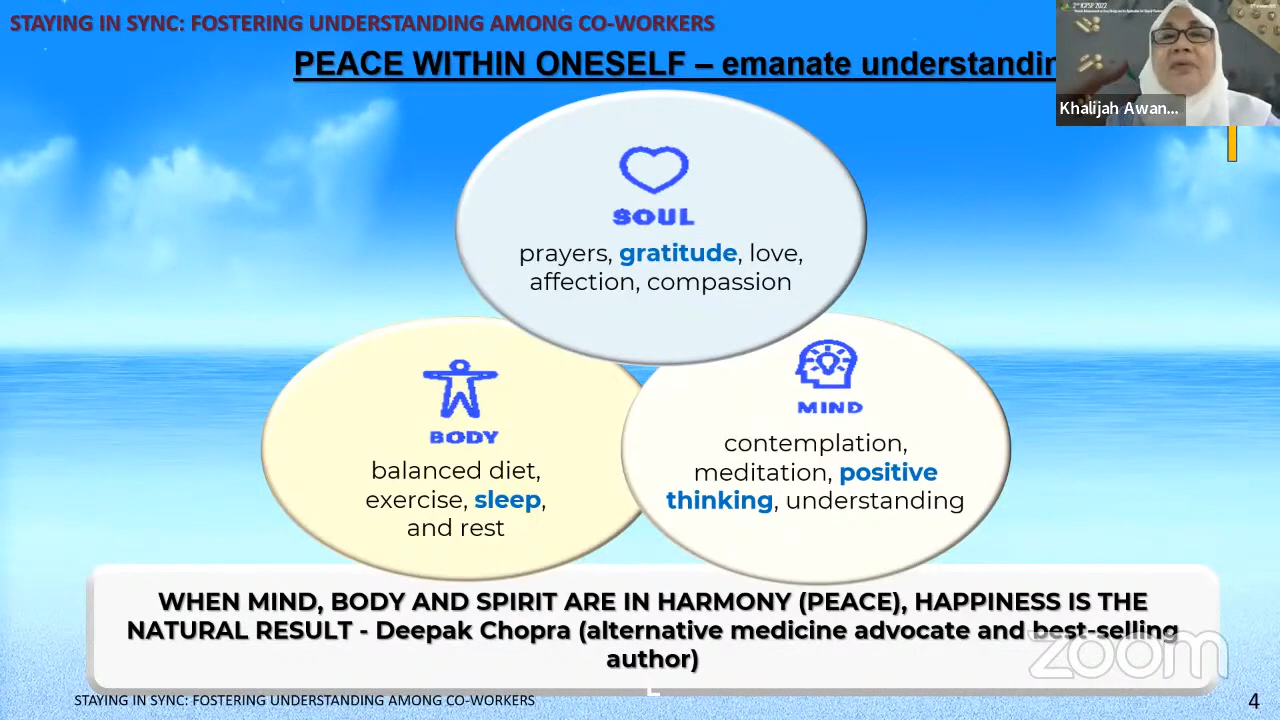 STAYING IN SYNC: FOSTERING UNDERSTANDING AMONG CO-WORKERS
PEACE WITHIN ONESELF – emanate understandin
2nd ICPSP 2022
Khalijah Awan...
SOUL
prayers, gratitude, love,
affection, compassion
BODY
balanced diet,
exercise, sleep,
and rest
MIND
contemplation,
meditation, positive
thinking, understanding
WHEN MIND, BODY AND SPIRIT ARE IN HARMONY (PEACE), HAPPINESS IS THE
NATURAL RESULT - Deepak Chopra (alternative medicine advocate and best-selling
author)
zoom
STAYING IN SYNC: FOSTERING UNDERSTANDING AMONG CO-WORKERS
4